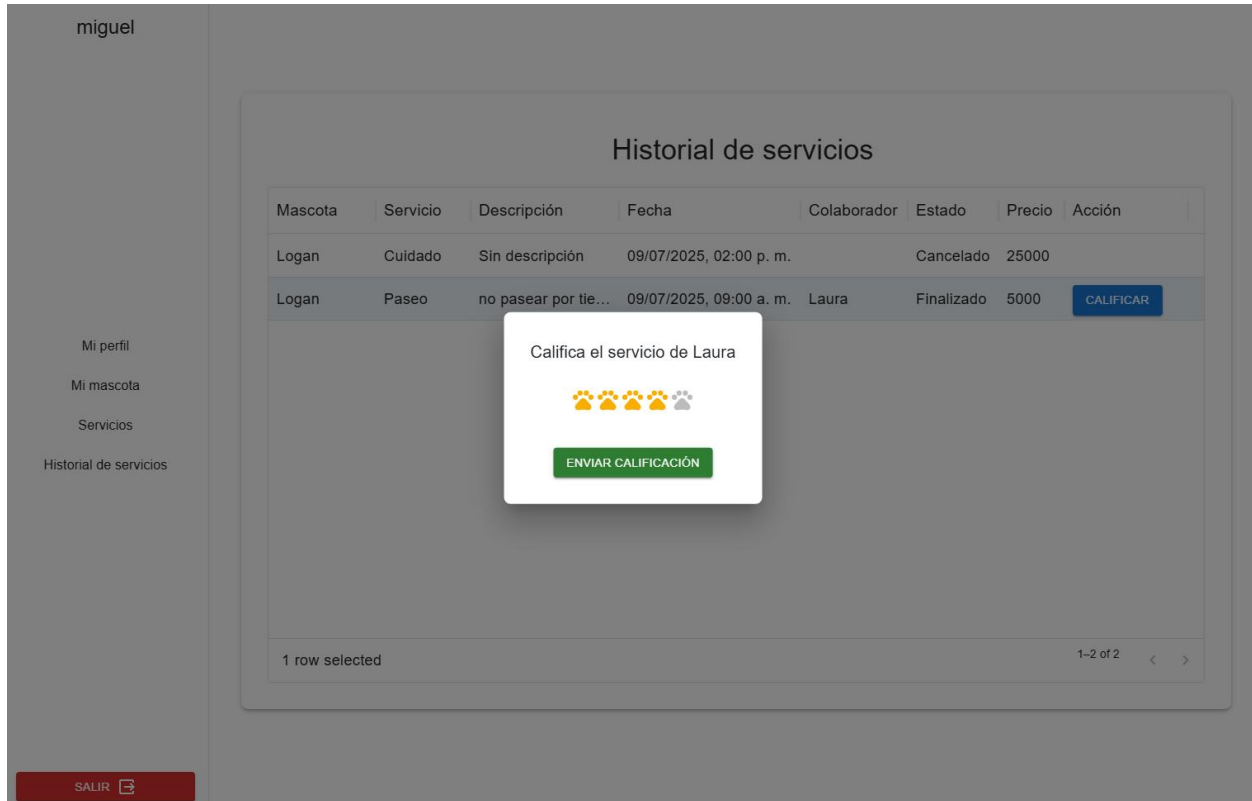 miguel
Historial de servicios
Mascota Servicio Descripción Fecha Colaborador Estado Precio Acción
Logan Cuidado Sin descripción 09/07/2025, 02:00 p. m. Cancelado 25000
Logan Paseo no pasear por tie... 09/07/2025, 09:00 a. m. Laura Finalizado 5000 CALIFICAR
Califica el servicio de Laura
ENVIAR CALIFICACIÓN
Mi perfil
Mi mascota
Servicios
Historial de servicios
1 row selected
1–2 of 2
SALIR